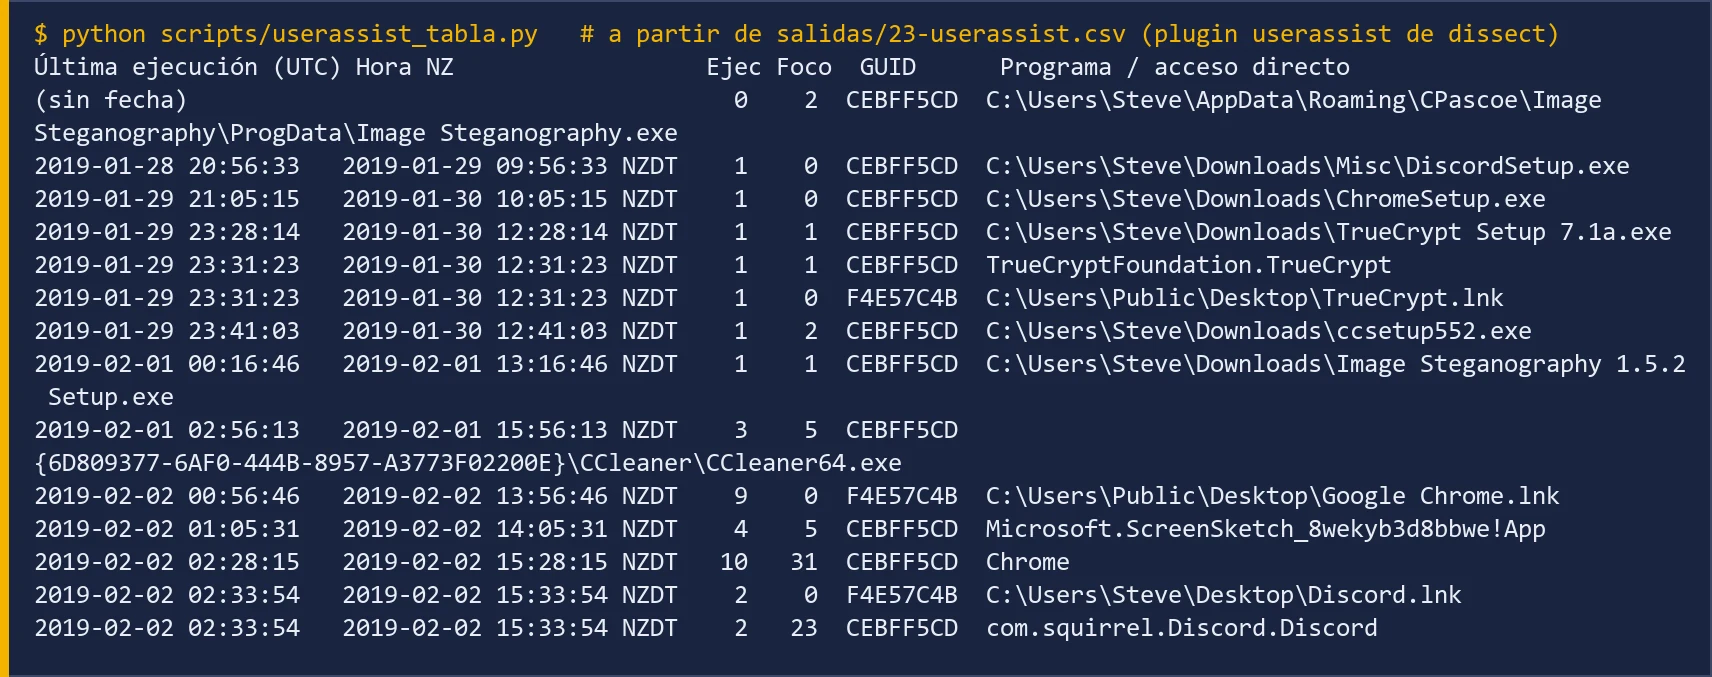 $ python scripts/userassist_tabla.py   # a partir de salidas/23-userassist.csv (plugin userassist de dissect)
Última ejecución (UTC) Hora NZ                  Ejec Foco  GUID      Programa / acceso directo
(sin fecha)                                       0    2  CEBFF5CD  C:\Users\Steve\AppData\Roaming\CPascoe\Image
Steganography\ProgData\Image Steganography.exe
2019-01-28 20:56:33   2019-01-29 09:56:33 NZDT    1    0  CEBFF5CD  C:\Users\Steve\Downloads\Misc\DiscordSetup.exe
2019-01-29 21:05:15   2019-01-30 10:05:15 NZDT    1    0  CEBFF5CD  C:\Users\Steve\Downloads\ChromeSetup.exe
2019-01-29 23:28:14   2019-01-30 12:28:14 NZDT    1    1  CEBFF5CD  C:\Users\Steve\Downloads\TrueCrypt Setup 7.1a.exe
2019-01-29 23:31:23   2019-01-30 12:31:23 NZDT    1    1  CEBFF5CD  TrueCryptFoundation.TrueCrypt
2019-01-29 23:31:23   2019-01-30 12:31:23 NZDT    1    0  F4E57C4B  C:\Users\Public\Desktop\TrueCrypt.lnk
2019-01-29 23:41:03   2019-01-30 12:41:03 NZDT    1    2  CEBFF5CD  C:\Users\Steve\Downloads\ccsetup552.exe
2019-02-01 00:16:46   2019-02-01 13:16:46 NZDT    1    1  CEBFF5CD  C:\Users\Steve\Downloads\Image Steganography 1.5.2
 Setup.exe
2019-02-01 02:56:13   2019-02-01 15:56:13 NZDT    3    5  CEBFF5CD
{6D809377-6AF0-444B-8957-A3773F02200E}\CCleaner\CCleaner64.exe
2019-02-02 00:56:46   2019-02-02 13:56:46 NZDT    9    0  F4E57C4B  C:\Users\Public\Desktop\Google Chrome.lnk
2019-02-02 01:05:31   2019-02-02 14:05:31 NZDT    4    5  CEBFF5CD  Microsoft.ScreenSketch_8wekyb3d8bbwe!App
2019-02-02 02:28:15   2019-02-02 15:28:15 NZDT   10   31  CEBFF5CD  Chrome
2019-02-02 02:33:54   2019-02-02 15:33:54 NZDT    2    0  F4E57C4B  C:\Users\Steve\Desktop\Discord.lnk
2019-02-02 02:33:54   2019-02-02 15:33:54 NZDT    2   23  CEBFF5CD  com.squirrel.Discord.Discord